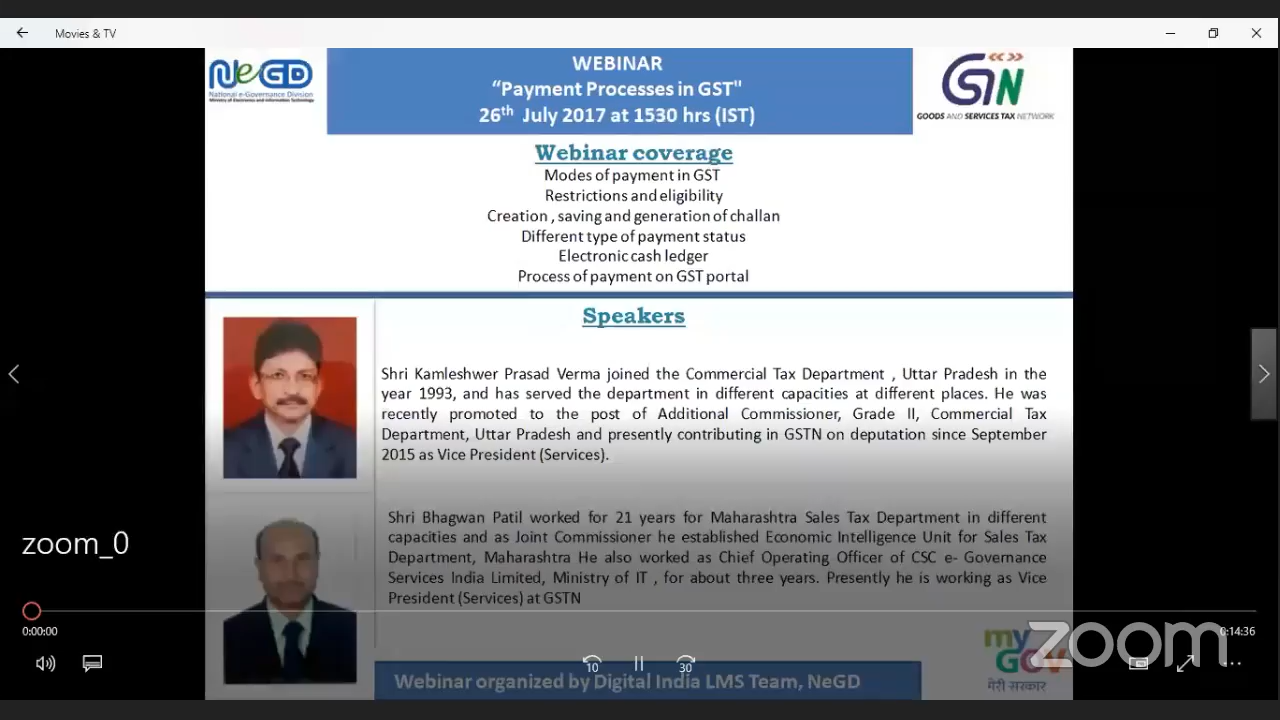 Movies & TV
NeGD
National e-Governance Division
Ministry of Electronics and Information Technology
WEBINAR
“Payment Processes in GST"
26th July 2017 at 1530 hrs (IST)
GSTN
GOODS AND SERVICES TAX NETWORK
Webinar coverage
Modes of payment in GST
Restrictions and eligibility
Creation , saving and generation of challan
Different type of payment status
Electronic cash ledger
Process of payment on GST portal
Speakers
Shri Kamleshwer Prasad Verma joined the Commercial Tax Department , Uttar Pradesh in the
year 1993, and has served the department in different capacities at different places. He was
recently promoted to the post of Additional Commissioner, Grade II, Commercial Tax
Department, Uttar Pradesh and presently contributing in GSTN on deputation since September
2015 as Vice President (Services).
Shri Bhagwan Patil worked for 21 years for Maharashtra Sales Tax Department in different
capacities and as Joint Commissioner he established Economic Intelligence Unit for Sales Tax
Department, Maharashtra He also worked as Chief Operating Officer of CSC e- Governance
Services India Limited, Ministry of IT , for about three years. Presently he is working as Vice
President (Services) at GSTN
zoom_0
0:00:00
0:14:36
10
30
my
GOV
मेरी सरकार
zoom
Webinar organized by Digital India LMS Team, NeGD